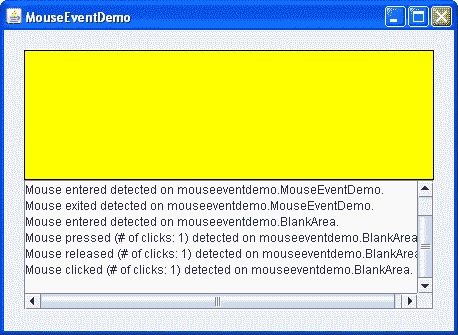 MouseEventDemo
Mouse entered detected on mouseeventdemo.MouseEventDemo.
Mouse exited detected on mouseeventdemo.MouseEventDemo.
Mouse entered detected on mouseeventdemo.BlankArea.
Mouse pressed (# of clicks: 1) detected on mouseeventdemo.BlankArea
Mouse released (# of clicks: 1) detected on mouseeventdemo.BlankAre
Mouse clicked (# of clicks: 1) detected on mouseeventdemo.BlankArea.